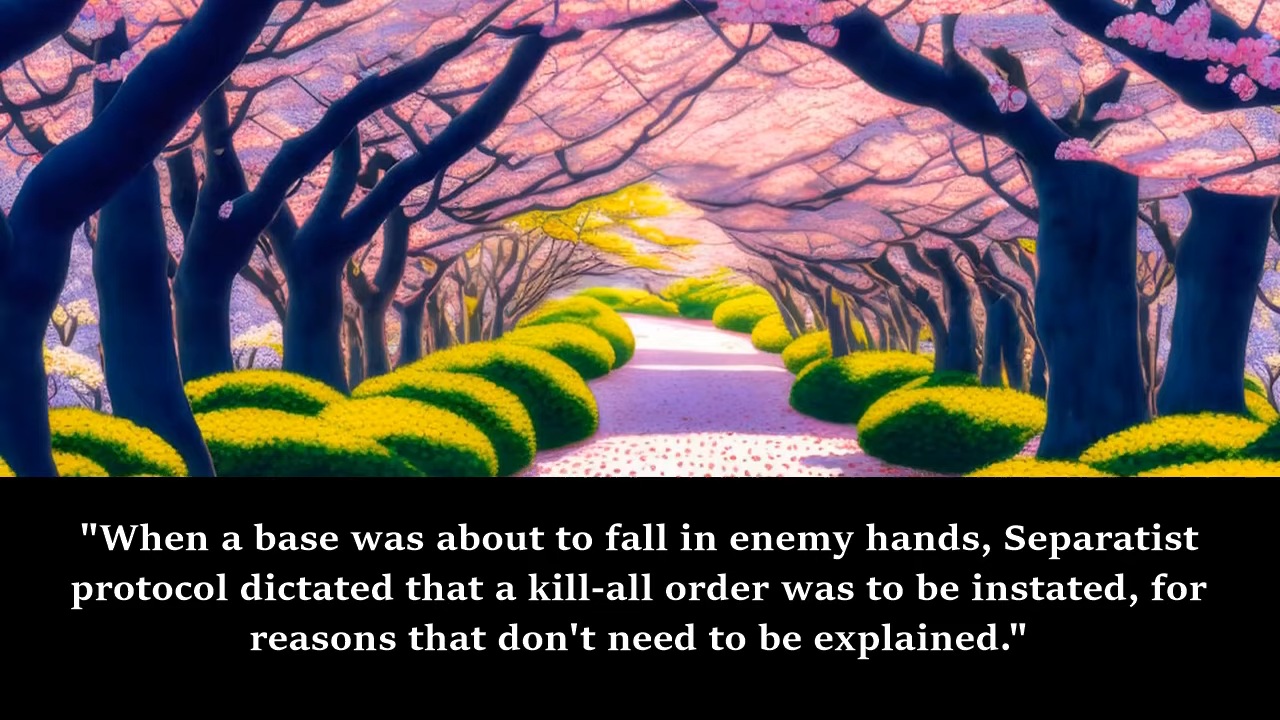 "When a base was about to fall in enemy hands, Separatist
protocol dictated that a kill-all order was to be instated, for
reasons that don't need to be explained."